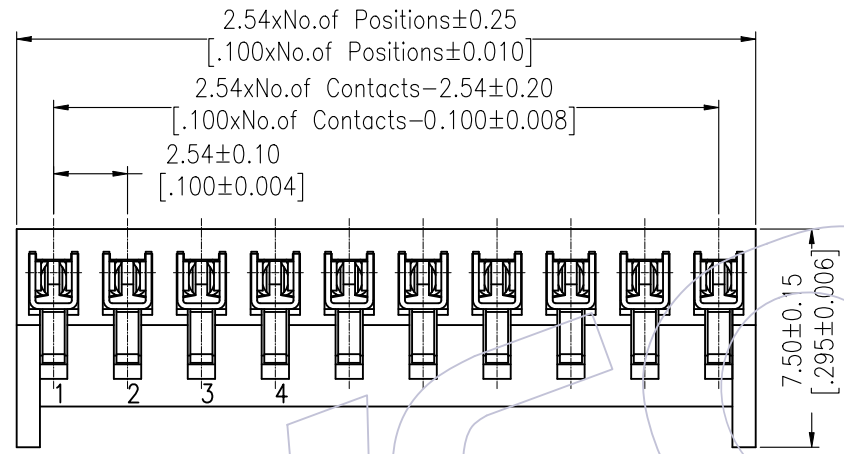 2.54xNo.of Positions±0.25
[.100xNo.of Positions±0.010]
2.54xNo.of Contacts-2.54±0.20
[.100xNo.of Contacts-0.100±0.008]
2.54±0.10
[.100±0.004]
7.50±0.15
[.295±0.006]
1 2 3 4